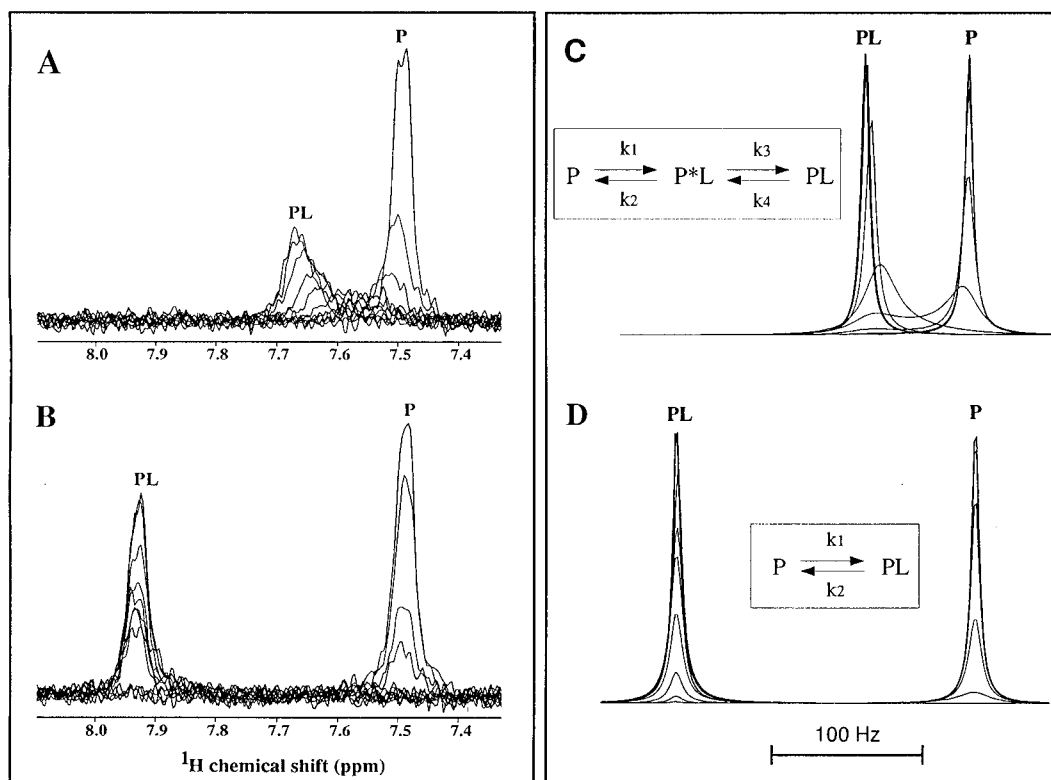 A
P
PL
8.0 7.9 7.8 7.7 7.6 7.5 7.4
B
P
PL
8.0 7.9 7.8 7.7 7.6 7.5 7.4
1H chemical shift (ppm)
C
PL P
k1 k3
P P*L PL
k2 k4
D
PL P
k1
P PL
k2
100 Hz